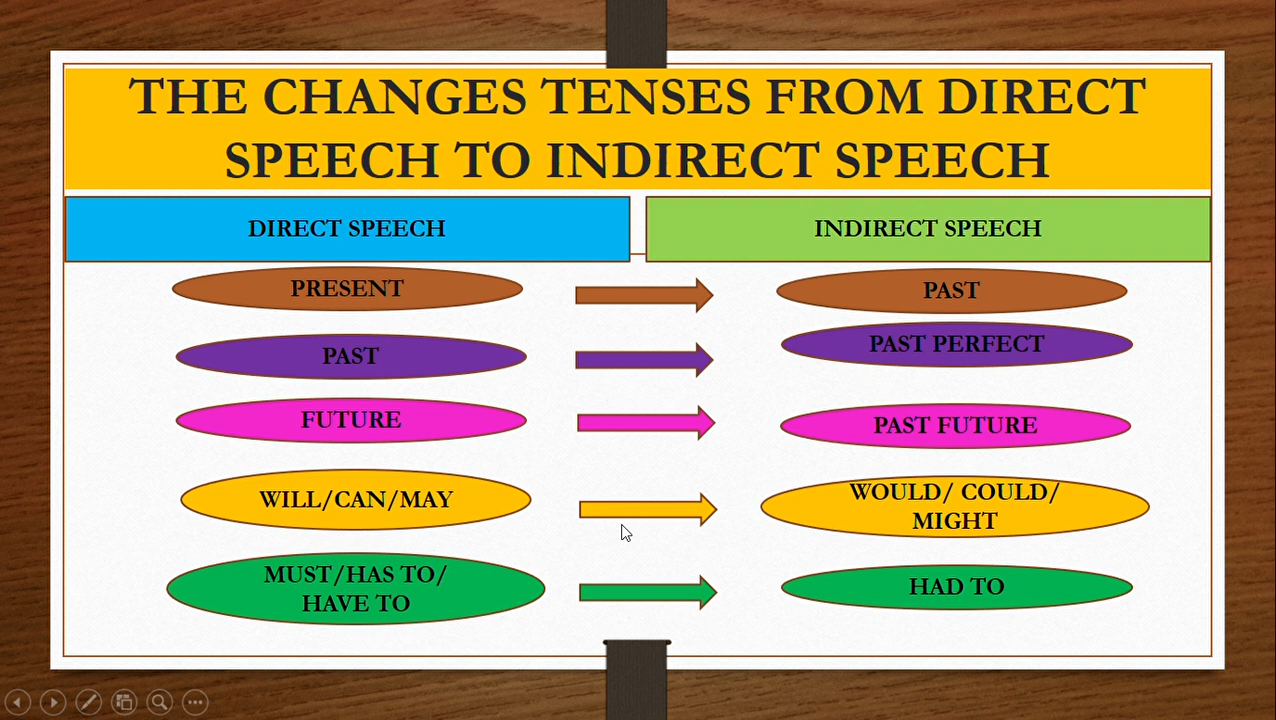 THE CHANGES TENSES FROM DIRECT
SPEECH TO INDIRECT SPEECH
DIRECT SPEECH
INDIRECT SPEECH
PRESENT
PAST
PAST
PAST PERFECT
FUTURE
PAST FUTURE
WILL/CAN/MAY
WOULD/ COULD/
MIGHT
MUST/HAS TO/
HAVE TO
HAD TO